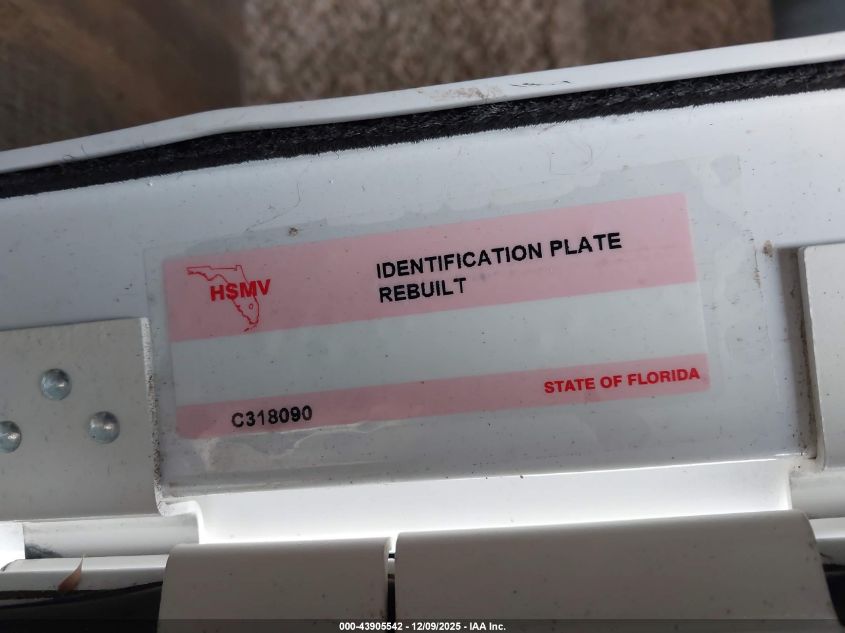 HSMV
IDENTIFICATION PLATE
REBUILT
C318090
STATE OF FLORIDA
000-43905542 - 12/09/2025 - IAA Inc.